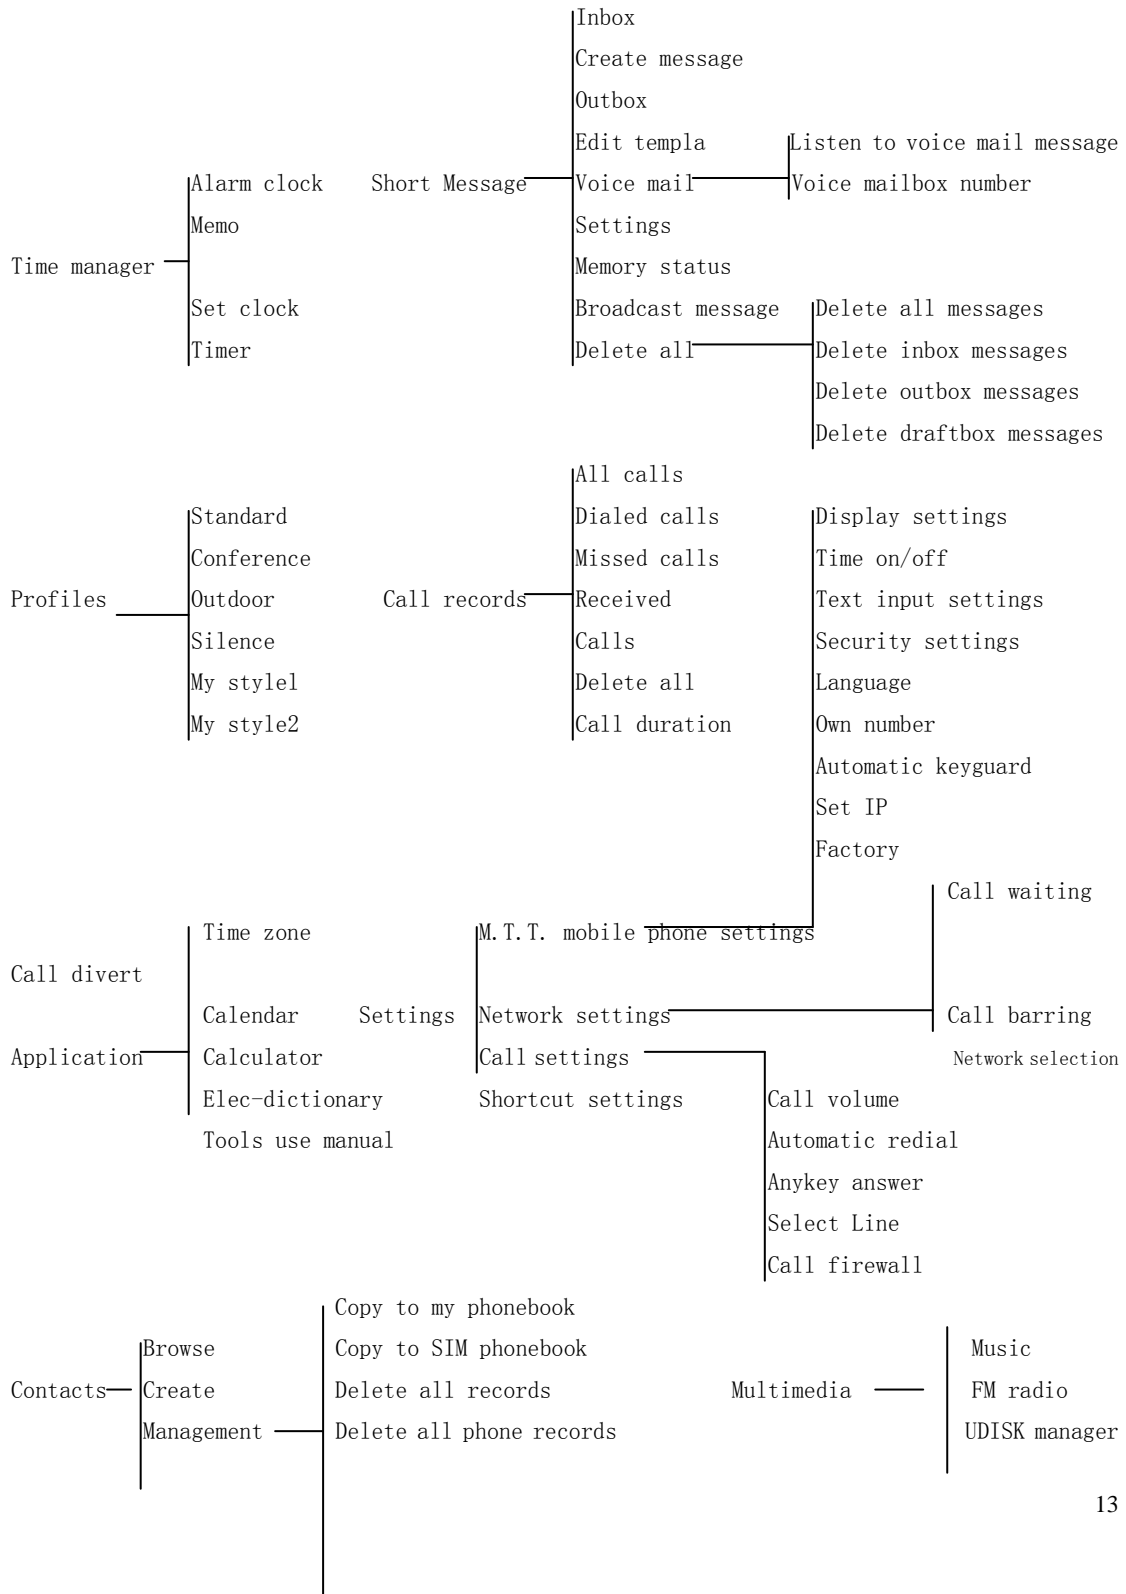 Inbox
Create message
Outbox
Edit templa Listen to voice mail message
Alarm clock Short Message Voice mail Voice mailbox number
Memo Settings
Time manager Memory status
Set clock Broadcast message Delete all messages
Timer Delete all Delete inbox messages
Delete outbox messages
Delete draftbox messages
All calls
Standard Dialed calls Display settings
Conference Missed calls Time on/off
Profiles Outdoor Call records Received Text input settings
Silence Calls Security settings
My style1 Delete all Language
My style2 Call duration Own number
Automatic keyguard
Set IP
Factory
Call waiting
Time zone M.T.T. mobile phone settings
Call divert
Calendar Settings Network settings Call barring
Application Calculator Call settings Network selection
Elec-dictionary Shortcut settings Call volume
Tools use manual Automatic redial
Anykey answer
Select Line
Call firewall
Copy to my phonebook
Browse Copy to SIM phonebook Music
Contacts Create Delete all records Multimedia FM radio
Management Delete all phone records UDISK manager
13